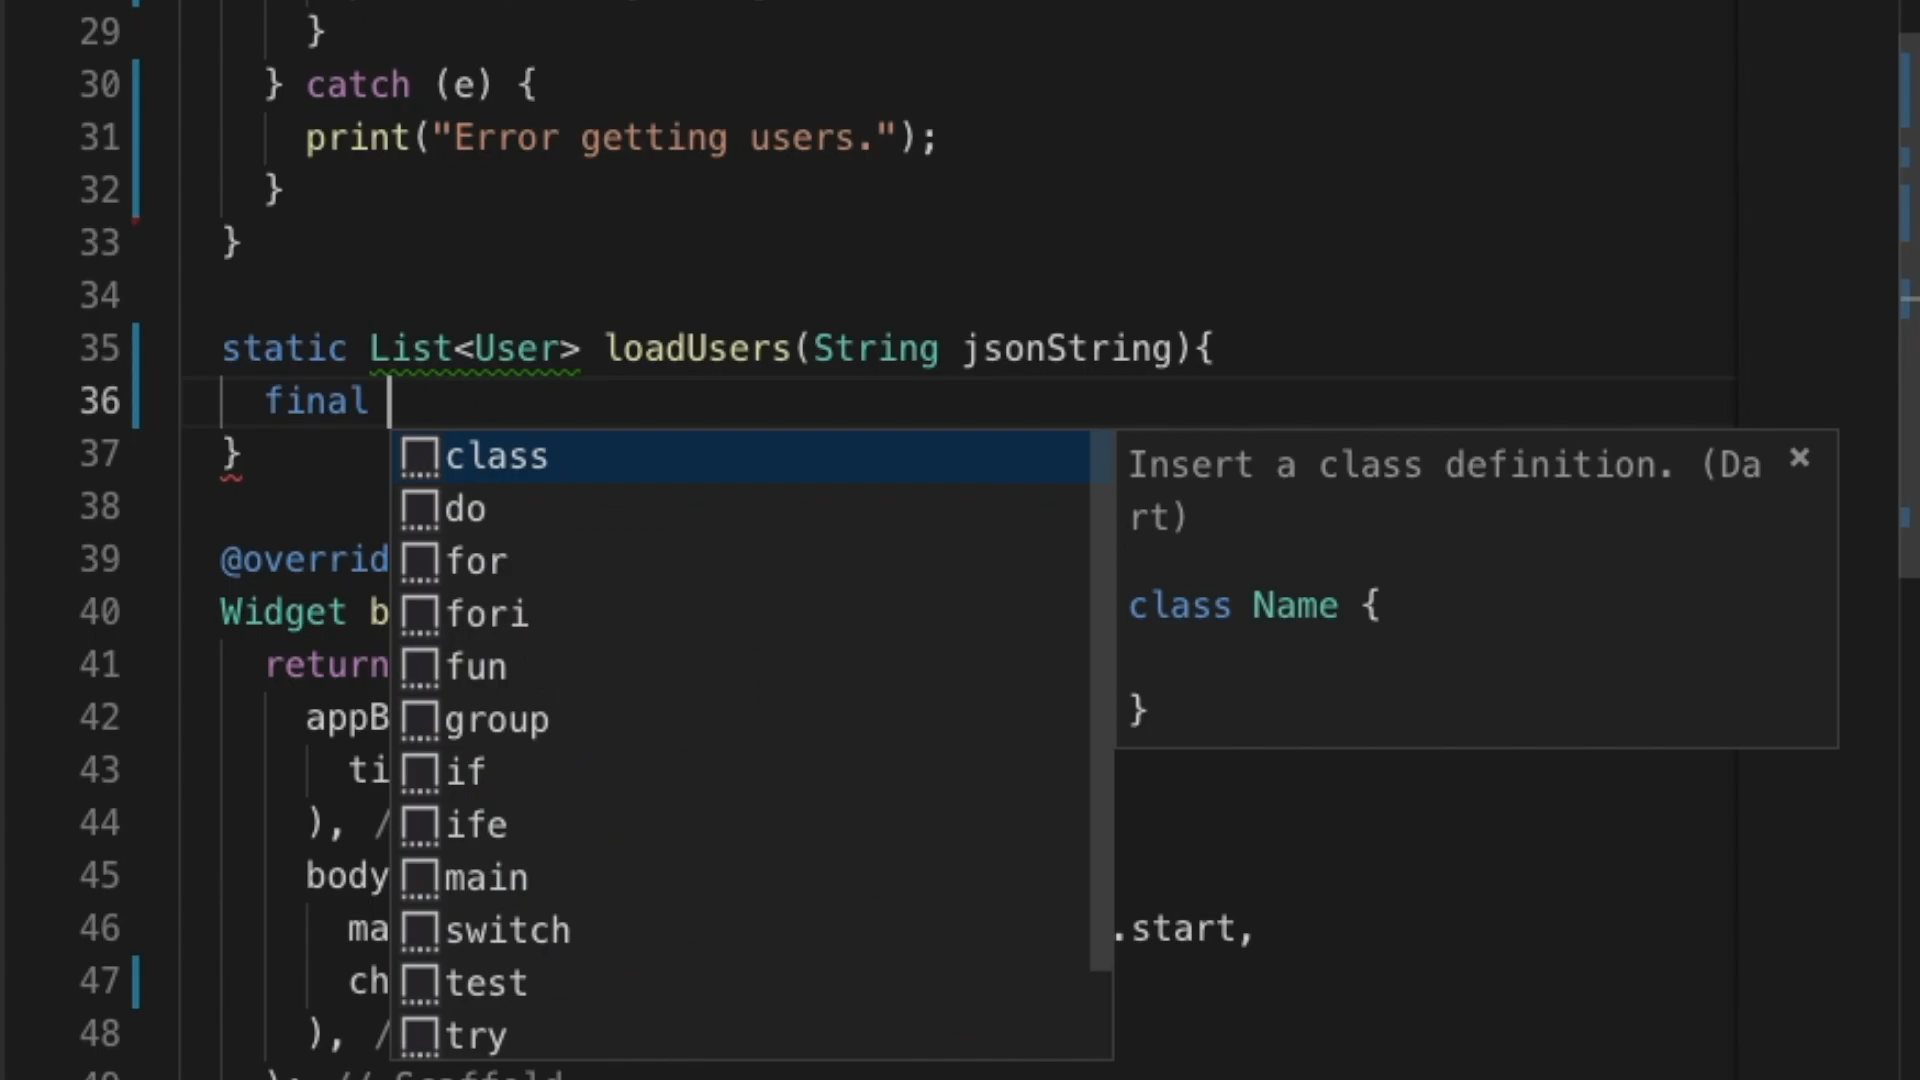 29 }
30 } catch (e) {
31 print("Error getting users.");
32 }
33 }
34
35 static List<User> loadUsers(String jsonString){
36 final
37 }
38
39 @overrid
40 Widget b
41 return
42 appB
43 ti
44 ), /
45 body
46 ma .start,
47 ch
48 ), /
class
do
for
fori
fun
group
if
ife
main
switch
test
try
Insert a class definition. (Da ×
rt)
class Name {
}